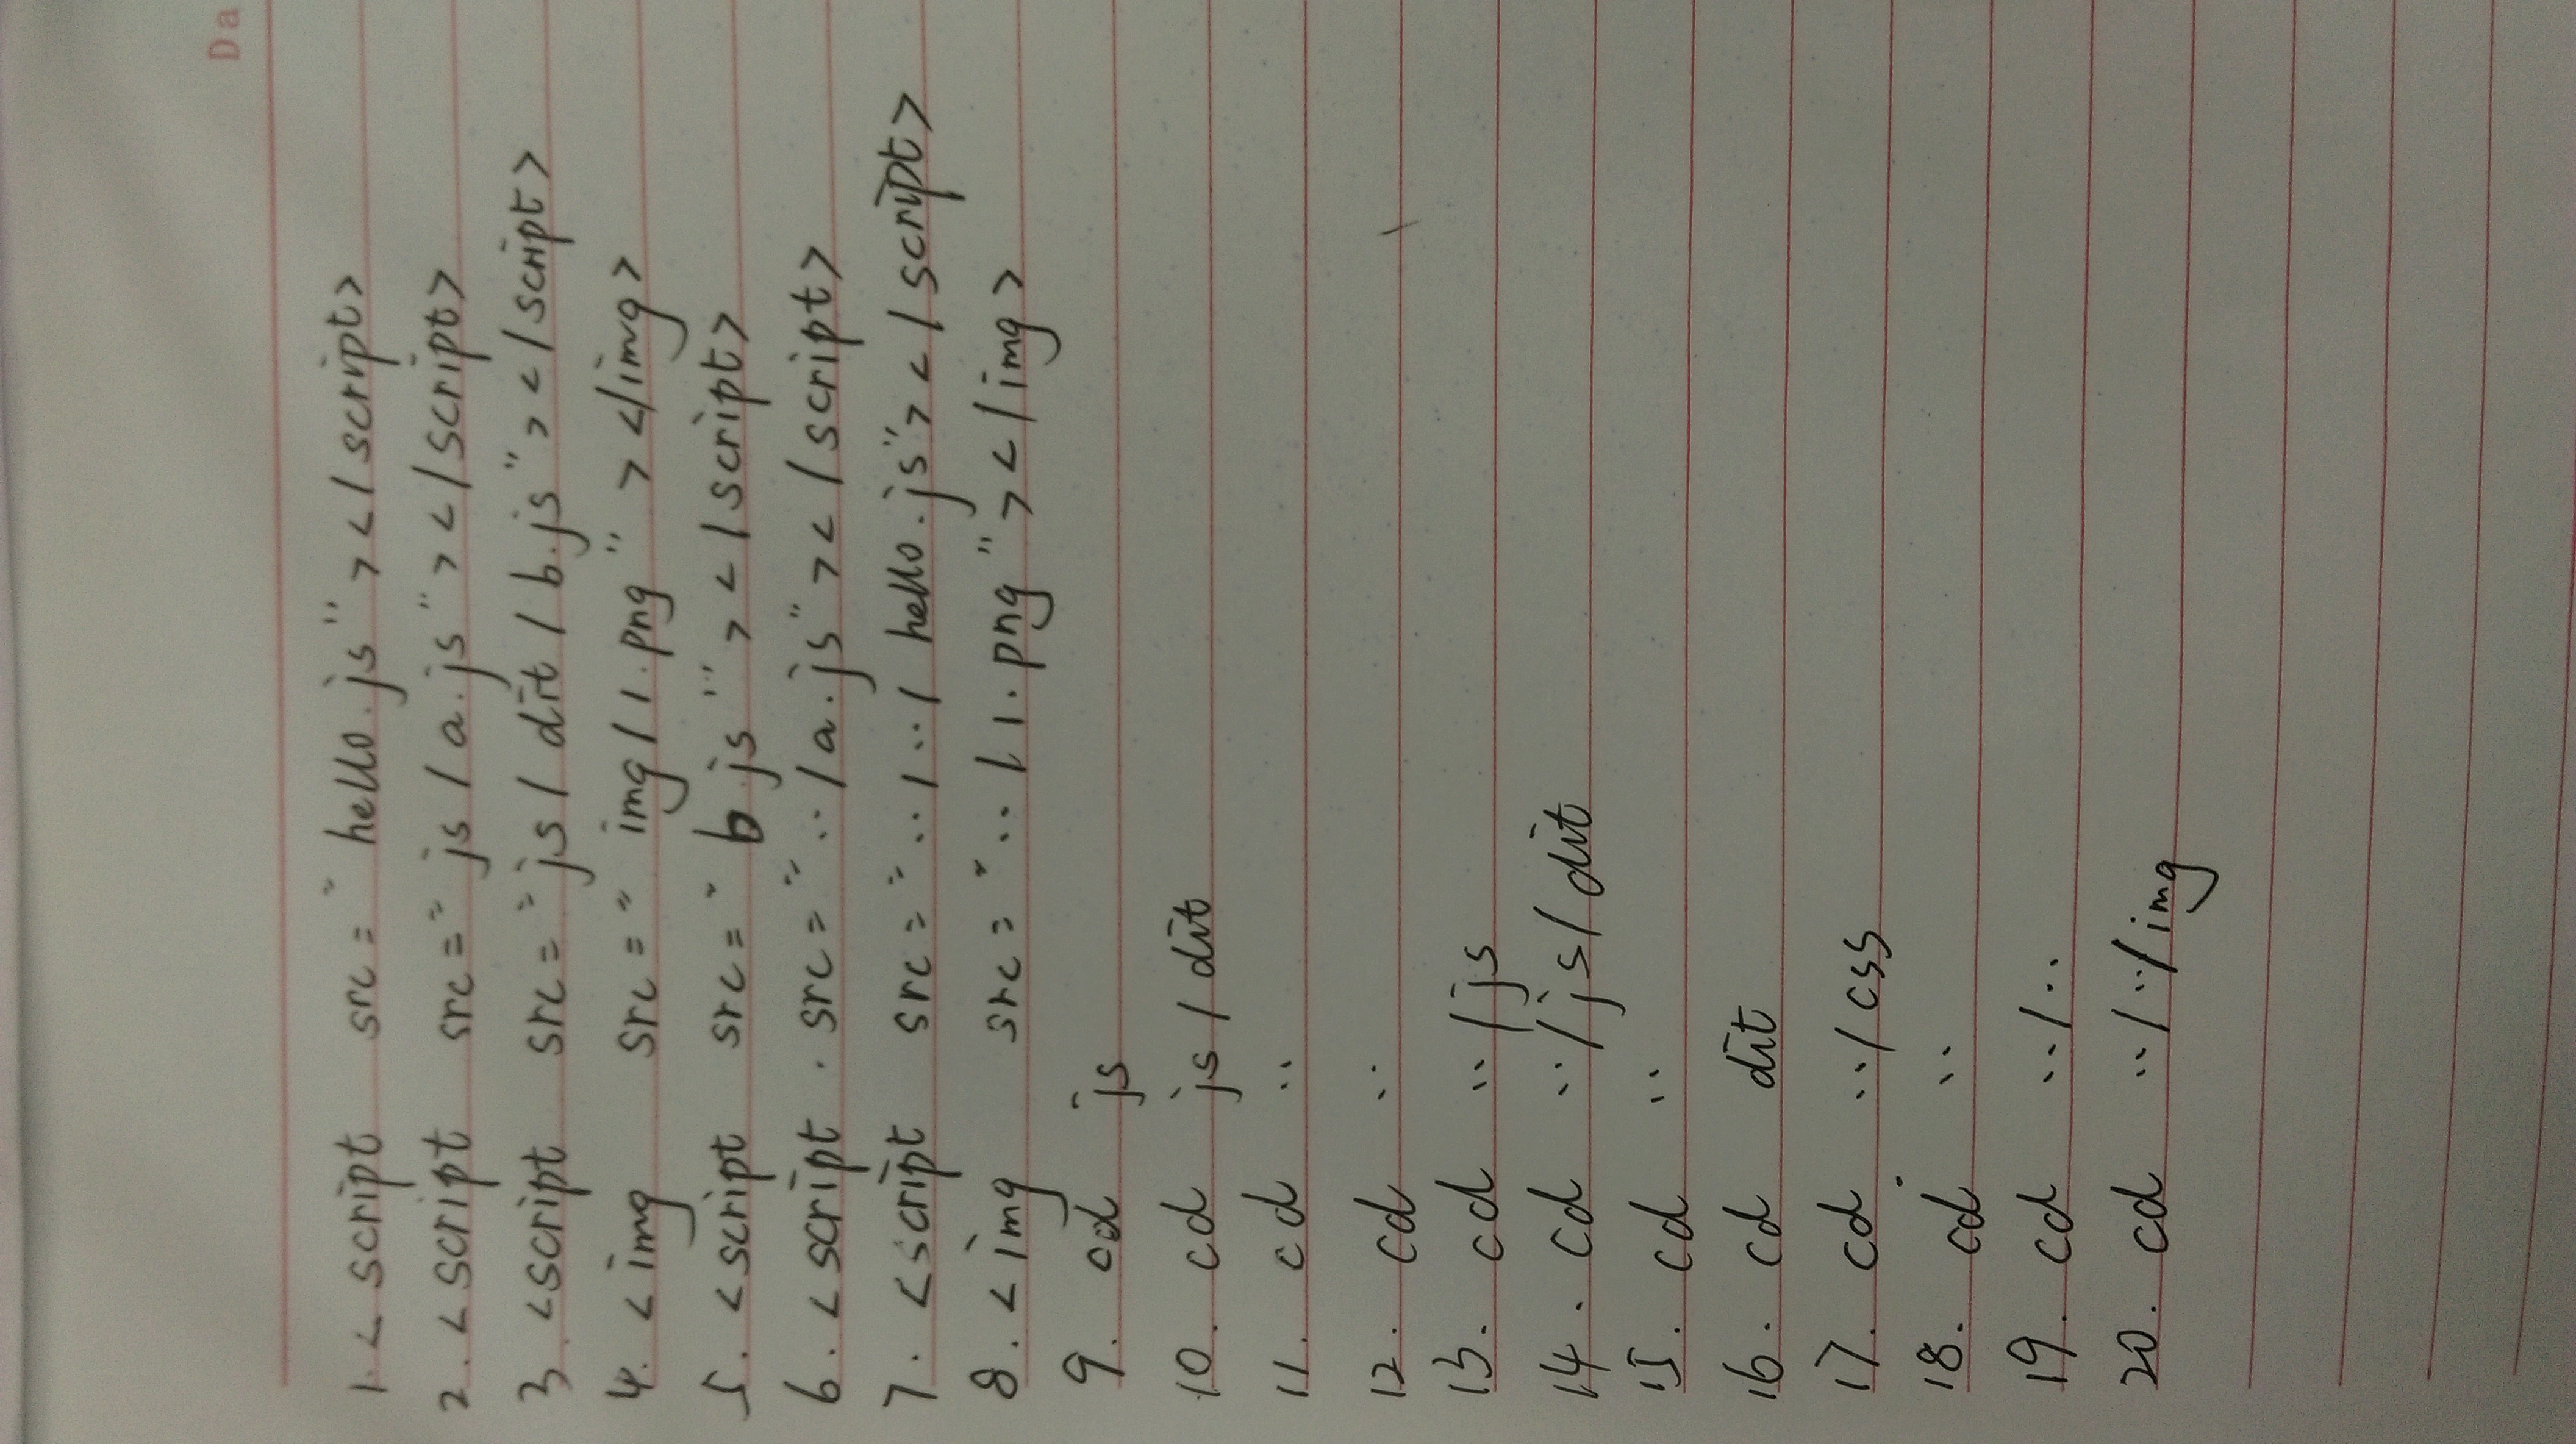 Da
1. <script src="hello.js"></script>
2. <script src="js/a.js"></script>
3. <script src="js/dit/b.js"></script>
4. <img src="img/1.png"></img>
5. <script src="b.js"></script>
6. <script src="../a.js"></script>
7. <script src="../../hello.js"></script>
8. <img src="../1.png"></img>
9. cd js
10. cd js/dit
11. cd ..
12. cd ..
13. cd ../js
14. cd ../js/dit
15. cd ..
16. cd dit
17. cd ../css
18. cd ..
19. cd ../..
20. cd ../../img